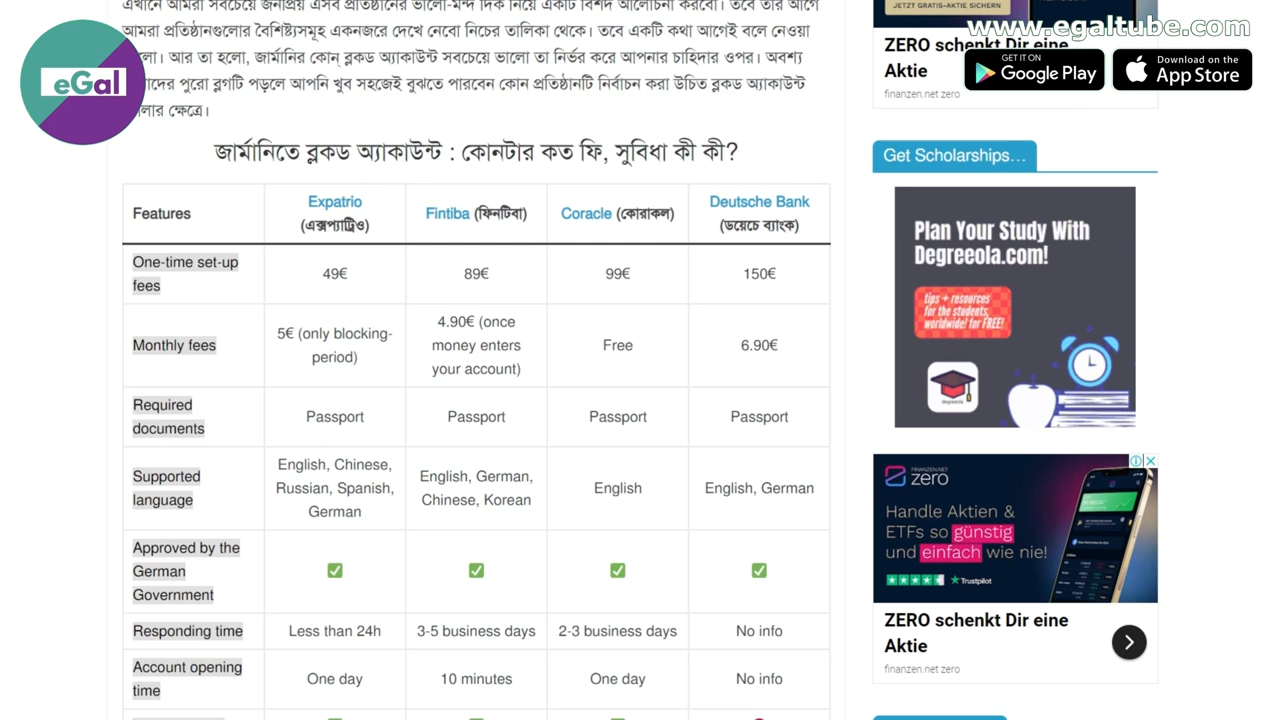 এখানে আমরা সবচেয়ে জনপ্রিয় এসব প্রতিষ্ঠানের ভালো-মন্দ দিক নিয়ে একটি বিশদ আলোচনা করবো। তবে তার আগে
আমরা প্রতিষ্ঠানগুলোর বৈশিষ্ট্যসমূহ একনজরে দেখে নেবো নিচের তালিকা থেকে। তবে একটি কথা আগেই বলে নেওয়া
লো। আর তা হলো, জার্মানির কোন্ ব্লকড অ্যাকাউন্ট সবচেয়ে ভালো তা নির্ভর করে আপনার চাহিদার ওপর। অবশ্য
াদের পুরো ব্লগটি পড়লে আপনি খুব সহজেই বুঝতে পারবেন কোন প্রতিষ্ঠানটি নির্বাচন করা উচিত ব্লকড অ্যাকাউন্ট
লার ক্ষেত্রে।
eGal
জার্মানিতে ব্লকড অ্যাকাউন্ট : কোনটার কত ফি, সুবিধা কী কী?
Features
Expatrio
(এক্সপ্যাট্রিও)
Fintiba (ফিনটিবা)
Coracle (কোরাকল)
Deutsche Bank
(ডয়েচে ব্যাংক)
One-time set-up
fees
49€
89€
99€
150€
Monthly fees
5€ (only blocking-
period)
4.90€ (once
money enters
your account)
Free
6.90€
Required
documents
Passport
Passport
Passport
Passport
Supported
language
English, Chinese,
Russian, Spanish,
German
English, German,
Chinese, Korean
English
English, German
Approved by the
German
Government
Responding time
Less than 24h
3-5 business days
2-3 business days
No info
Account opening
time
One day
10 minutes
One day
No info
JETZT GRATIS-AKTIE SICHERN
www.egaltube.com
ZERO schenkt Dir eine
Aktie
finanzen.net zero
GET IT ON
Google Play
Download on the
App Store
Get Scholarships…
Plan Your Study With
Degreeola.com!
tips + resources
for the students,
worldwide! for FREE!
degreeola
FINANZEN.NET
zero
Handle Aktien &
ETFs so günstig
und einfach wie nie!
Trustpilot
ZERO schenkt Dir eine
Aktie
finanzen.net zero